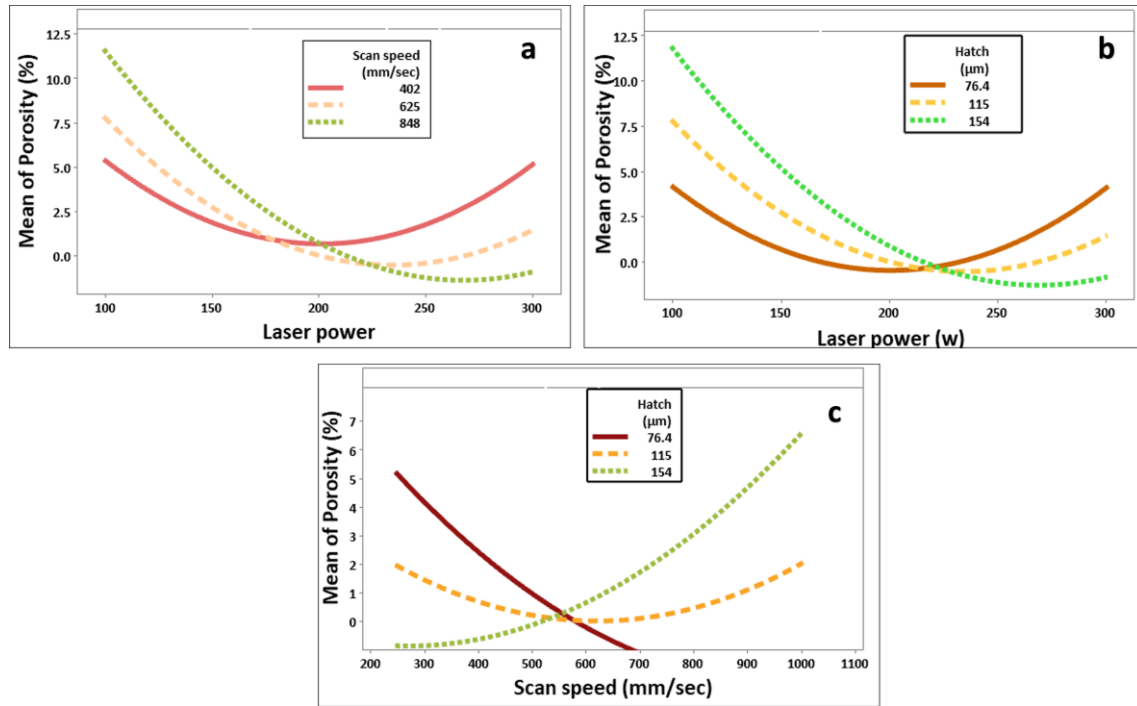 a
Scan speed
(mm/sec)
402
625
848
Mean of Porosity (%)
12.5
10.0
7.5
5.0
2.5
0.0
100 150 200 250 300
Laser power
b
Hatch
(µm)
76.4
115
154
Mean of Porosity (%)
12.5
10.0
7.5
5.0
2.5
0.0
100 150 200 250 300
Laser power (w)
c
Hatch
(µm)
76.4
115
154
Mean of Porosity (%)
7
6
5
4
3
2
1
0
200 300 400 500 600 700 800 900 1000 1100
Scan speed (mm/sec)